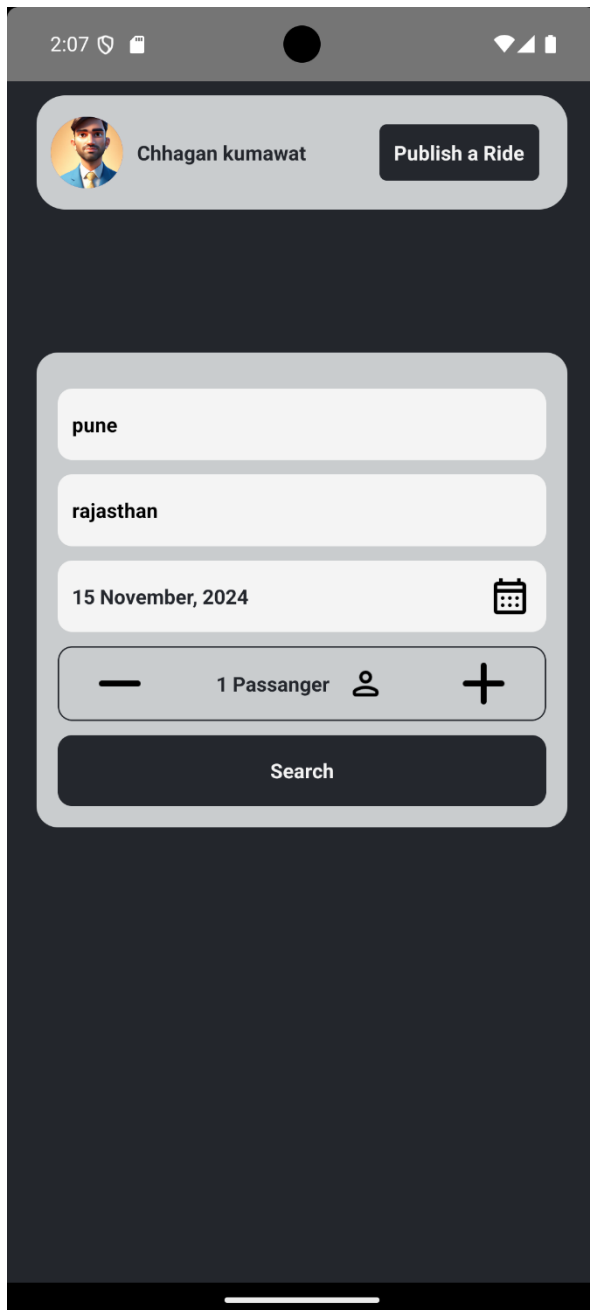 2:07
Chhagan kumawat
Publish a Ride
pune
rajasthan
15 November, 2024
1 Passanger
Search